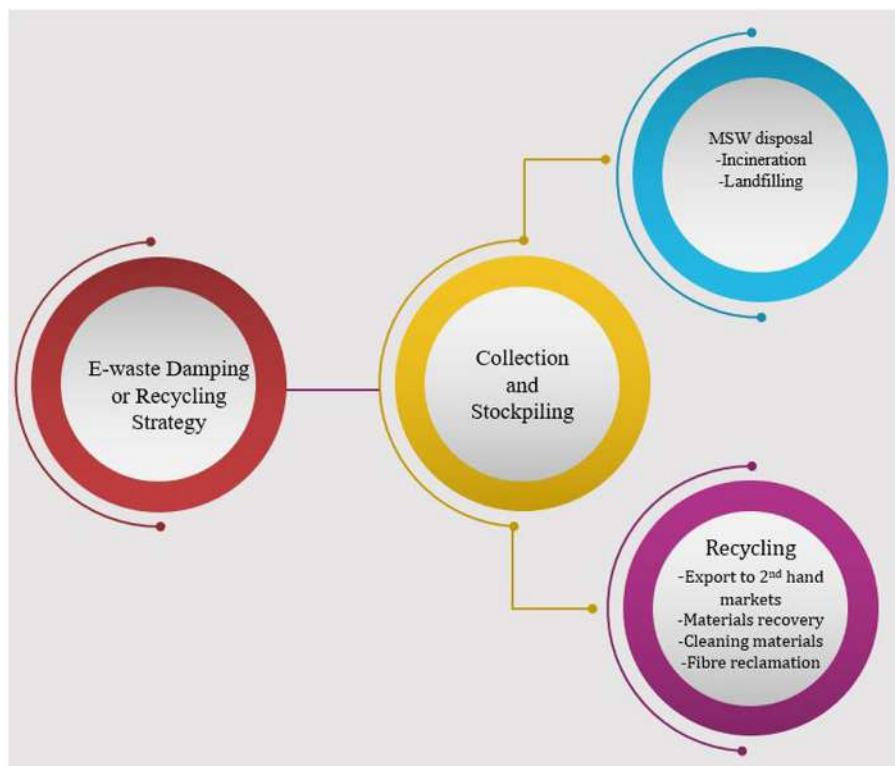 E-waste Damping
or Recycling
Strategy
Collection
and
Stockpiling
MSW disposal
-Incineration
-Landfilling
Recycling
-Export to 2nd hand
markets
-Materials recovery
-Cleaning materials
-Fibre reclamation